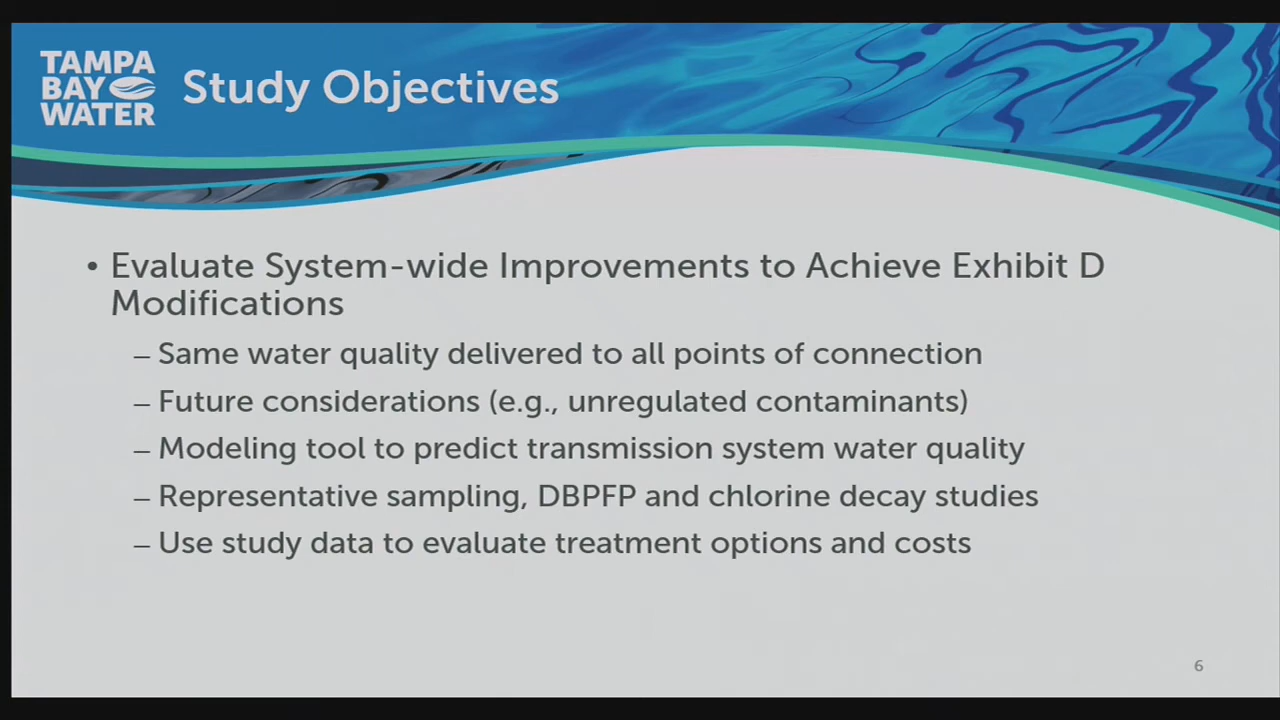 TAMPA
BAY
WATER
Study Objectives
• Evaluate System-wide Improvements to Achieve Exhibit D
Modifications
– Same water quality delivered to all points of connection
– Future considerations (e.g., unregulated contaminants)
– Modeling tool to predict transmission system water quality
– Representative sampling, DBPFP and chlorine decay studies
– Use study data to evaluate treatment options and costs
6